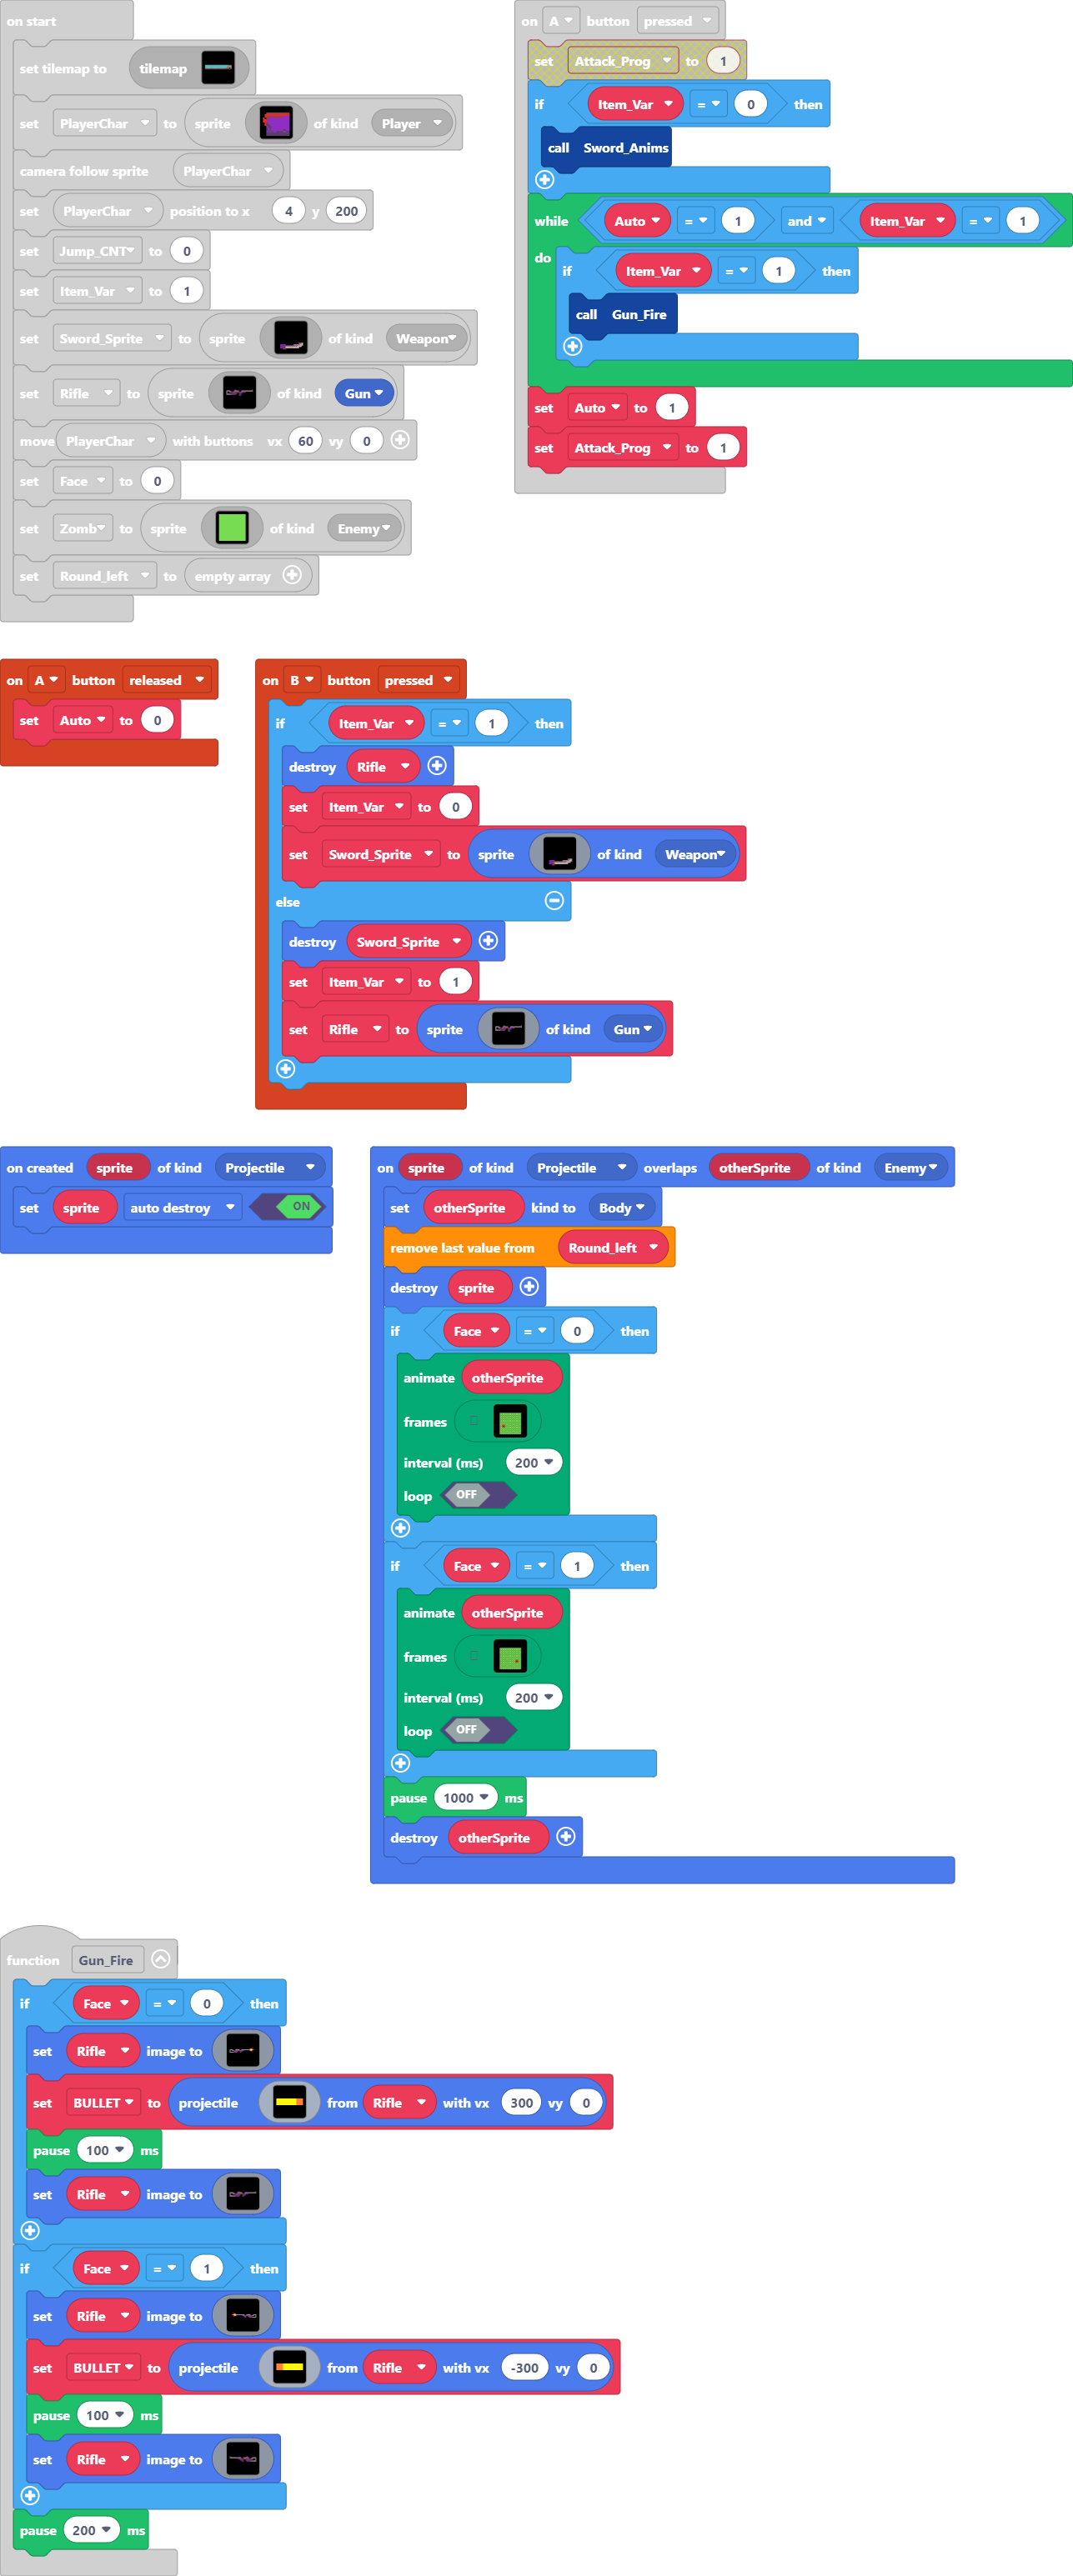 on start
set tilemap to tilemap
set PlayerChar to sprite of kind Player
camera follow sprite PlayerChar
set PlayerChar position to x 4 y 200
set Jump_CNT to 0
set Item_Var to 1
set Sword_Sprite to sprite of kind Weapon
set Rifle to sprite of kind Gun
move PlayerChar with buttons vx 60 vy 0
set Face to 0
set Zomb to sprite of kind Enemy
set Round_left to empty array
on A button pressed
set Attack_Prog to 1
if Item_Var = 0 then
call Sword_Anims
while Auto = 1 and Item_Var = 1
do
if Item_Var = 1 then
call Gun_Fire
set Auto to 1
set Attack_Prog to 1
on A button released
set Auto to 0
on B button pressed
if Item_Var = 1 then
destroy Rifle
set Item_Var to 0
set Sword_Sprite to sprite of kind Weapon
else
destroy Sword_Sprite
set Item_Var to 1
set Rifle to sprite of kind Gun
on created sprite of kind Projectile
set sprite auto destroy ON
on sprite of kind Projectile overlaps otherSprite of kind Enemy
set otherSprite kind to Body
remove last value from Round_left
destroy sprite
if Face = 0 then
animate otherSprite
frames
interval (ms) 200
loop OFF
if Face = 1 then
animate otherSprite
frames
interval (ms) 200
loop OFF
pause 1000 ms
destroy otherSprite
function Gun_Fire
if Face = 0 then
set Rifle image to
set BULLET to projectile from Rifle with vx 300 vy 0
pause 100 ms
set Rifle image to
if Face = 1 then
set Rifle image to
set BULLET to projectile from Rifle with vx -300 vy 0
pause 100 ms
set Rifle image to
pause 200 ms